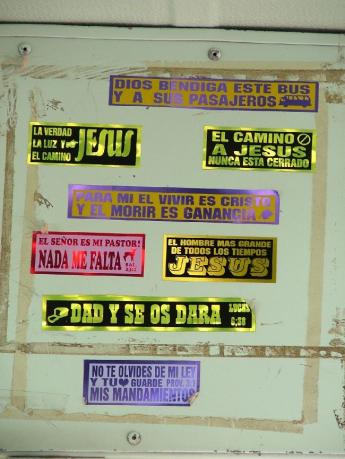 DIOS BENDIGA ESTE BUS
Y A SUS PASAJEROS
LA VERDAD
LA LUZ Y
EL CAMINO
JESUS
EL CAMINO
A JESUS
NUNCA ESTA CERRADO
PARA MI EL VIVIR ES CRISTO
Y EL MORIR ES GANANCIA
EL SEÑOR ES MI PASTOR!
NADA ME FALTA
EL HOMBRE MAS GRANDE
DE TODOS LOS TIEMPOS
JESUS
DAD Y SE OS DARA
LUCAS
6:38
NO TE OLVIDES DE MI LEY
Y TU GUARDE PROV. 3:1
MIS MANDAMIENTOS